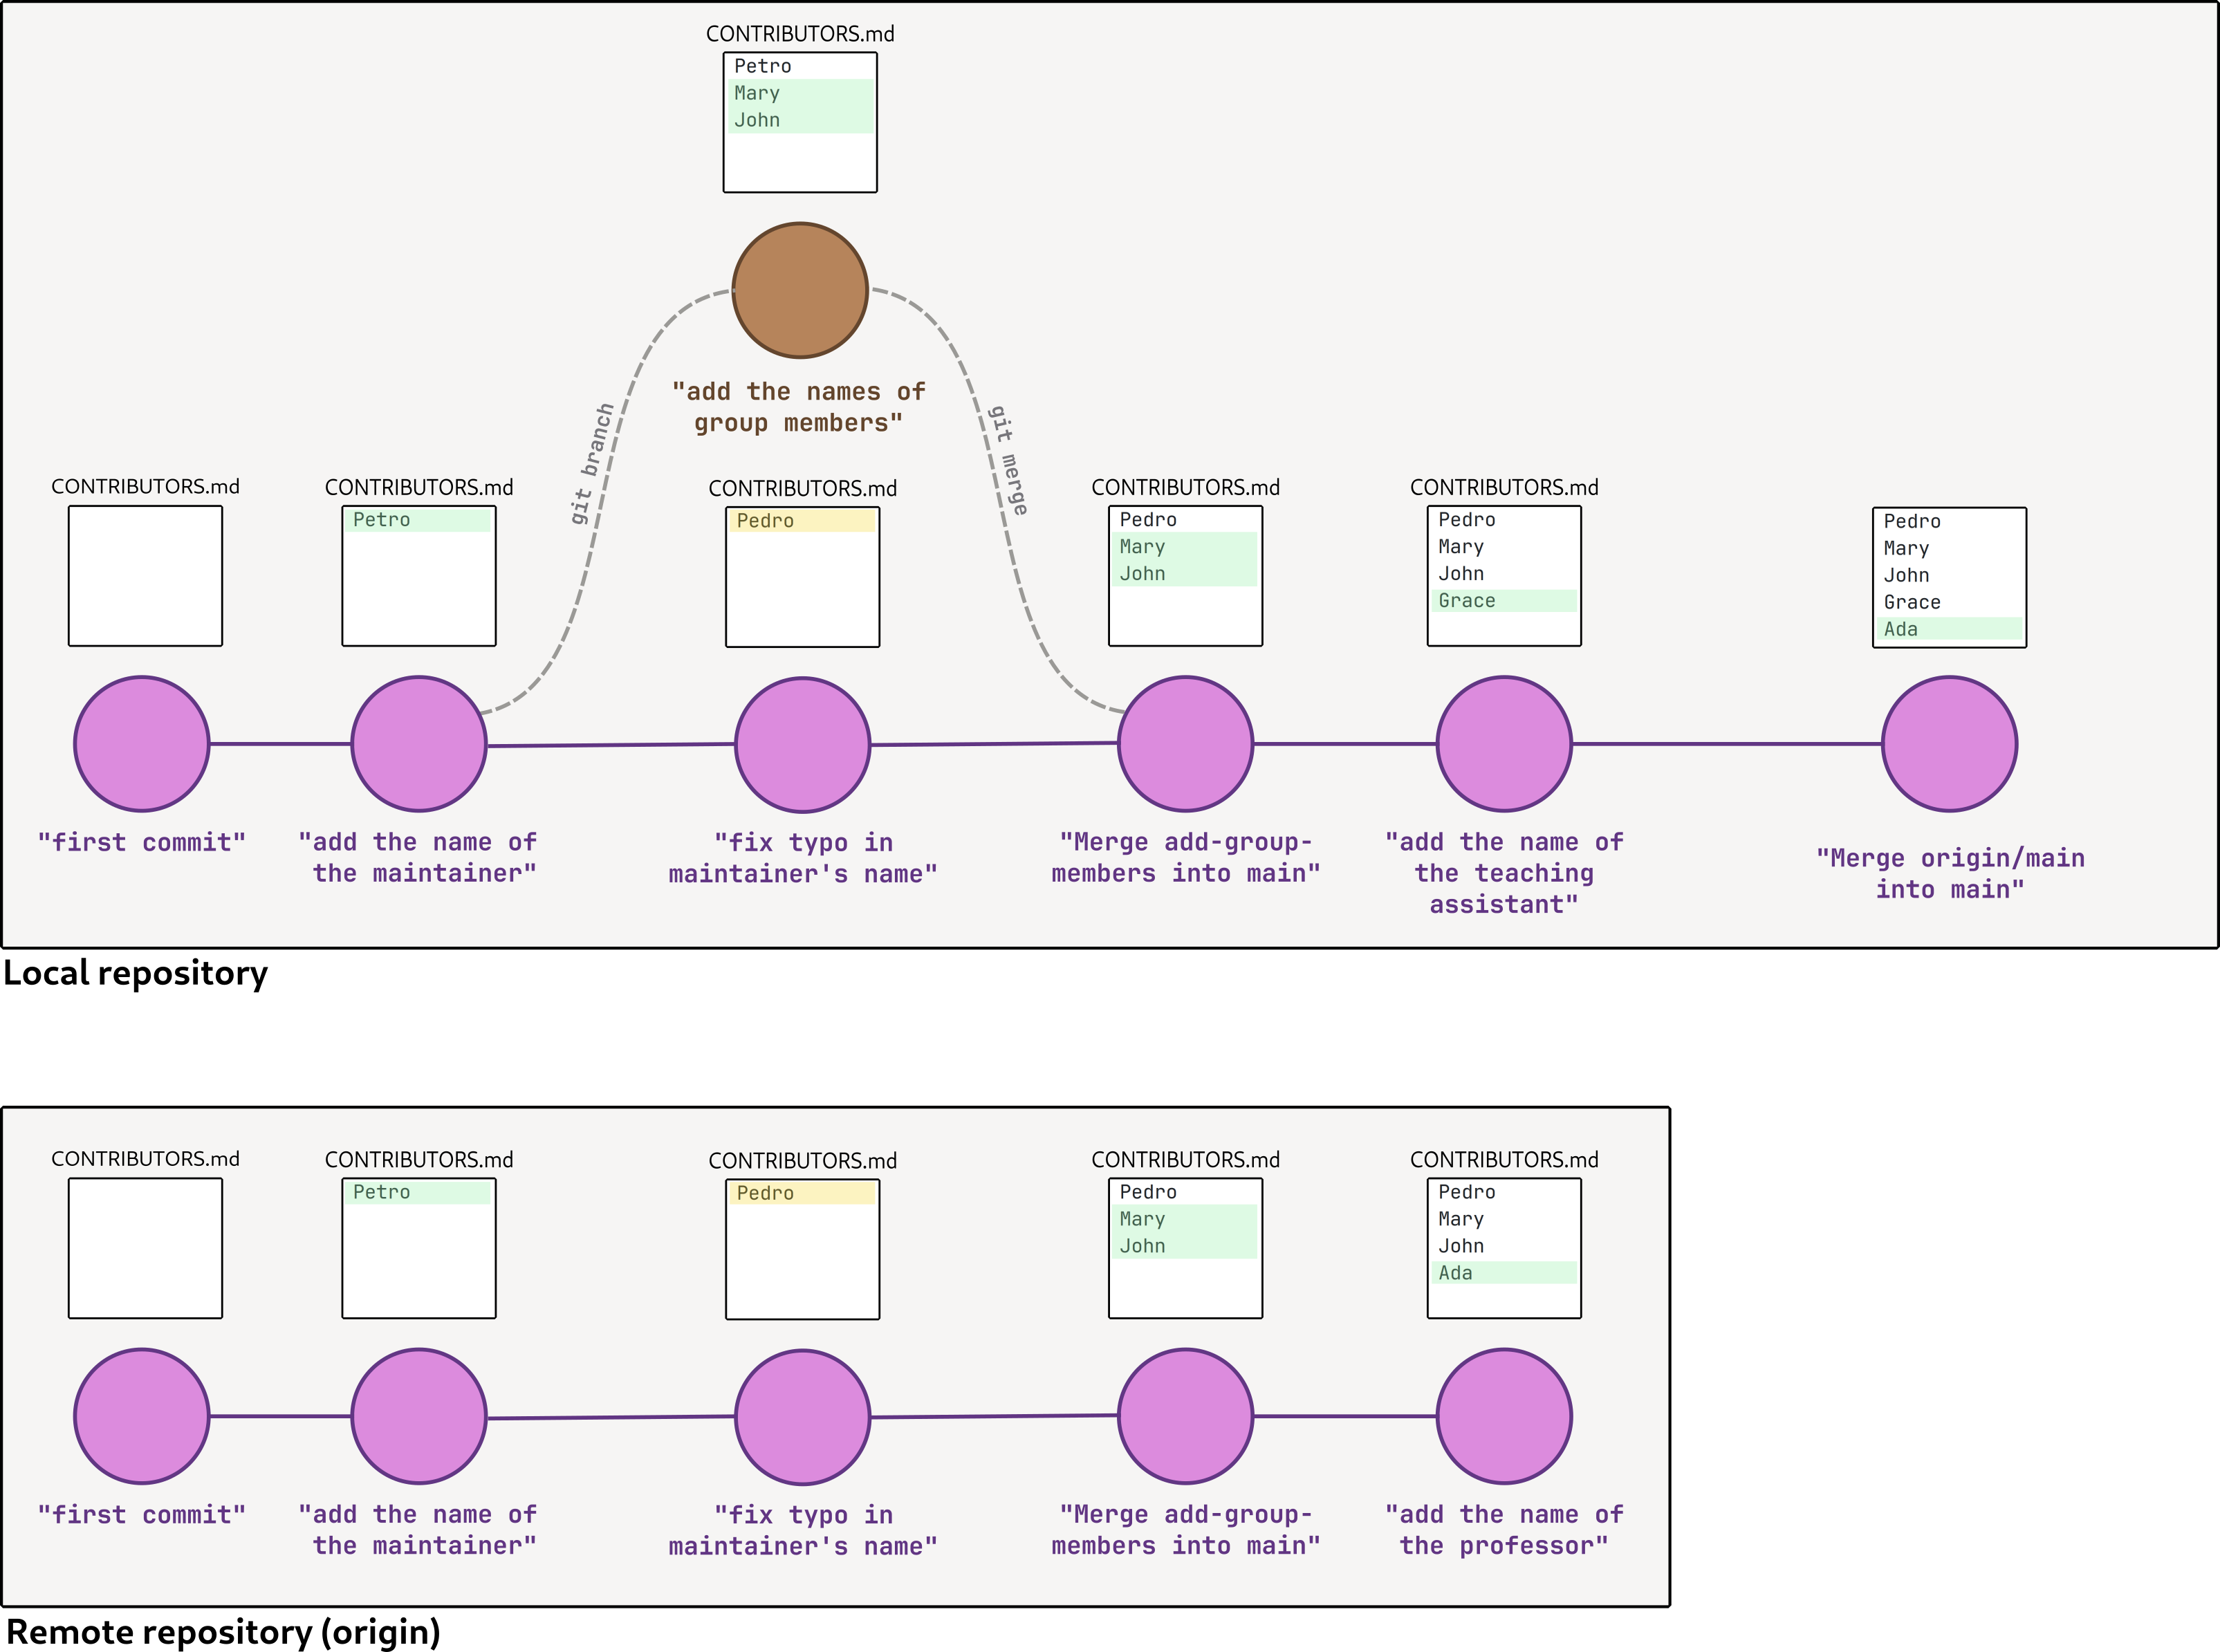 CONTRIBUTORS.md
Petro
Mary
John
"add the names of
group members"
git branch
git merge
CONTRIBUTORS.md
"first commit"
CONTRIBUTORS.md
Petro
"add the name of
the maintainer"
CONTRIBUTORS.md
Pedro
"fix typo in
maintainer's name"
CONTRIBUTORS.md
Pedro
Mary
John
"Merge add-group-
members into main"
CONTRIBUTORS.md
Pedro
Mary
John
Grace
"add the name of
the teaching
assistant"
Pedro
Mary
John
Grace
Ada
"Merge origin/main
into main"
Local repository
CONTRIBUTORS.md
"first commit"
CONTRIBUTORS.md
Petro
"add the name of
the maintainer"
CONTRIBUTORS.md
Pedro
"fix typo in
maintainer's name"
CONTRIBUTORS.md
Pedro
Mary
John
"Merge add-group-
members into main"
CONTRIBUTORS.md
Pedro
Mary
John
Ada
"add the name of
the professor"
Remote repository (origin)